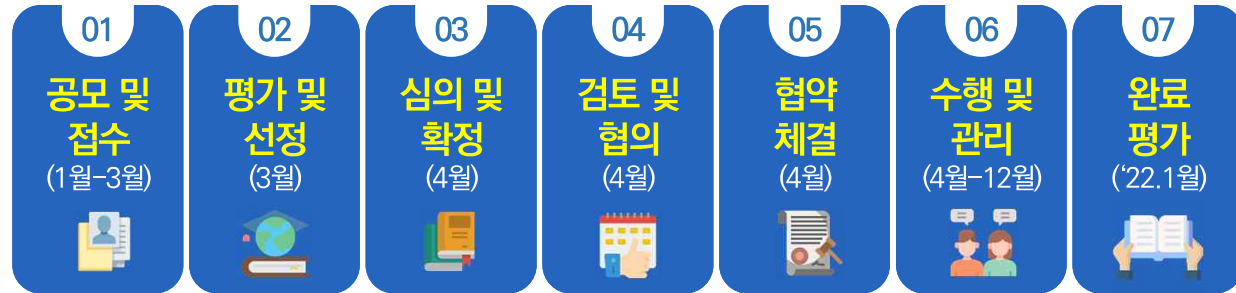 01
공모 및
접수
(1월-3월)
02
평가 및
선정
(3월)
03
심의 및
확정
(4월)
04
검토 및
협의
(4월)
05
협약
체결
(4월)
06
수행 및
관리
(4월-12월)
07
완료
평가
(‘22.1월)